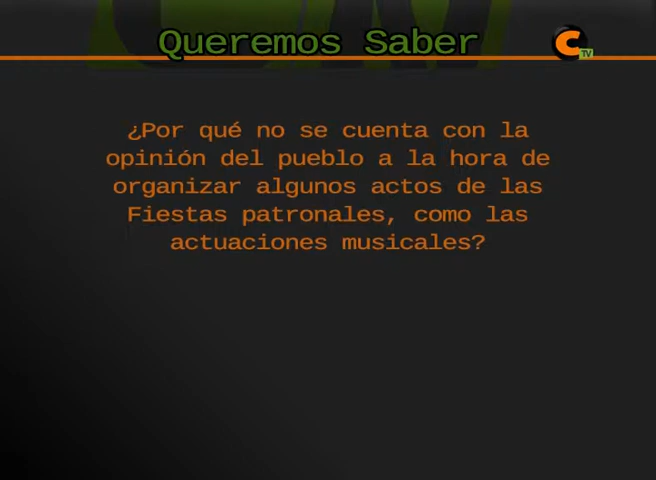 Queremos Saber
C
TV
¿Por qué no se cuenta con la
opinión del pueblo a la hora de
organizar algunos actos de las
Fiestas patronales, como las
actuaciones musicales?